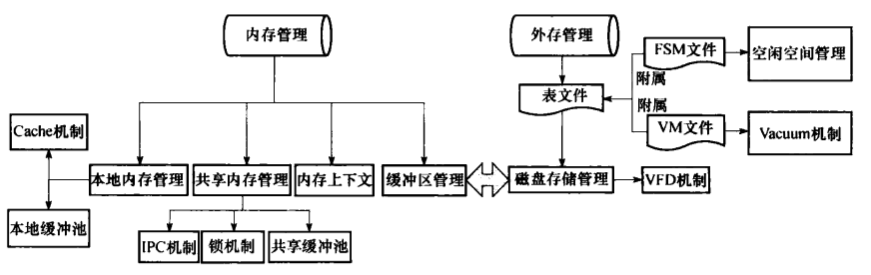 内存管理
外存管理
FSM文件
空闲空间管理
附属
表文件
附属
Cache机制
VM文件
Vacuum机制
本地内存管理
共享内存管理
内存上下文
缓冲区管理
磁盘存储管理
VFD机制
本地缓冲池
IPC机制
锁机制
共享缓冲池